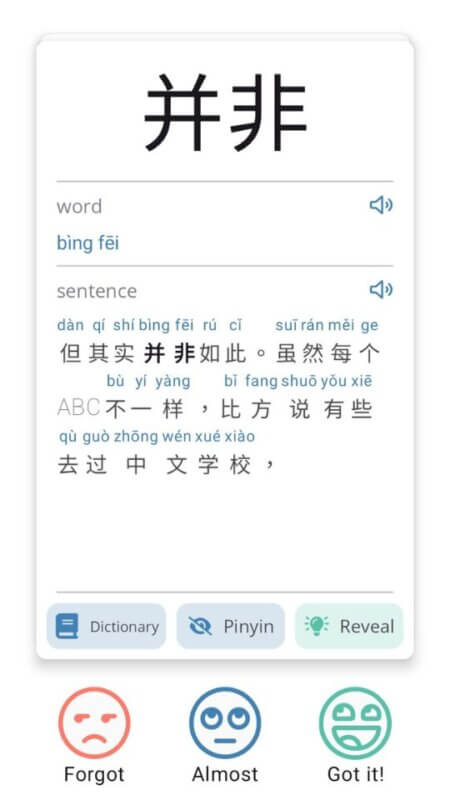 并非
word
bìng fēi
sentence
dàn qí shí bìng fēi rú cǐ suī rán měi ge
但其实并非如此。虽然每个
bù yí yàng bǐ fang shuō yǒu xiē
ABC不一样，比方说有些
qù guò zhōng wén xué xiào
去过中文学校，
Dictionary Pinyin Reveal
Forgot Almost Got it!